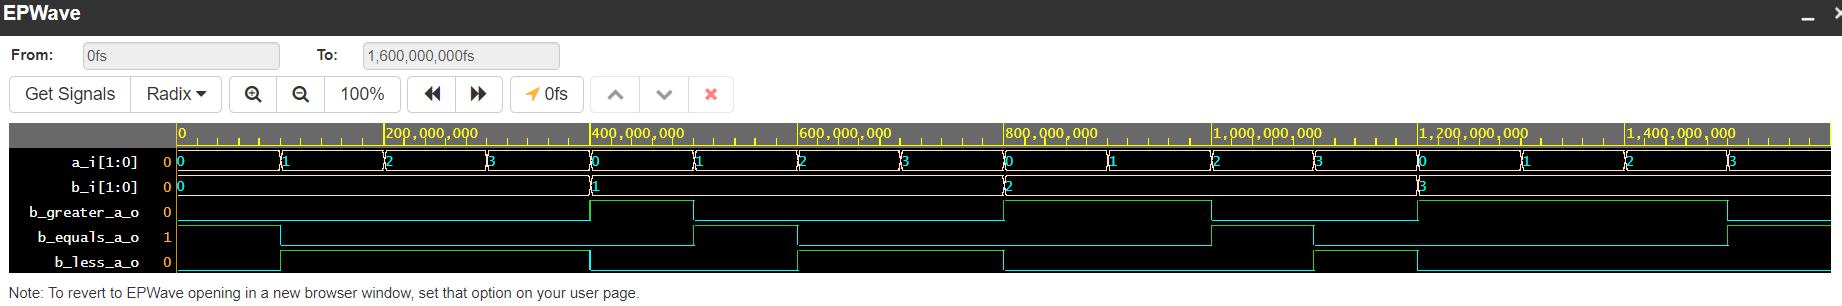 EPWave
From: 0fs To: 1,600,000,000fs
Get Signals Radix 100% 0fs
0 200,000,000 400,000,000 600,000,000 800,000,000 1,000,000,000 1,200,000,000 1,400,000,000
a_i[1:0] 0 0 1 2 3 0 1 2 3 0 1 2 3 0 1 2 3
b_i[1:0] 0 0 1 2 3
b_greater_a_o 0
b_equals_a_o 1
b_less_a_o 0
Note: To revert to EPWave opening in a new browser window, set that option on your user page.